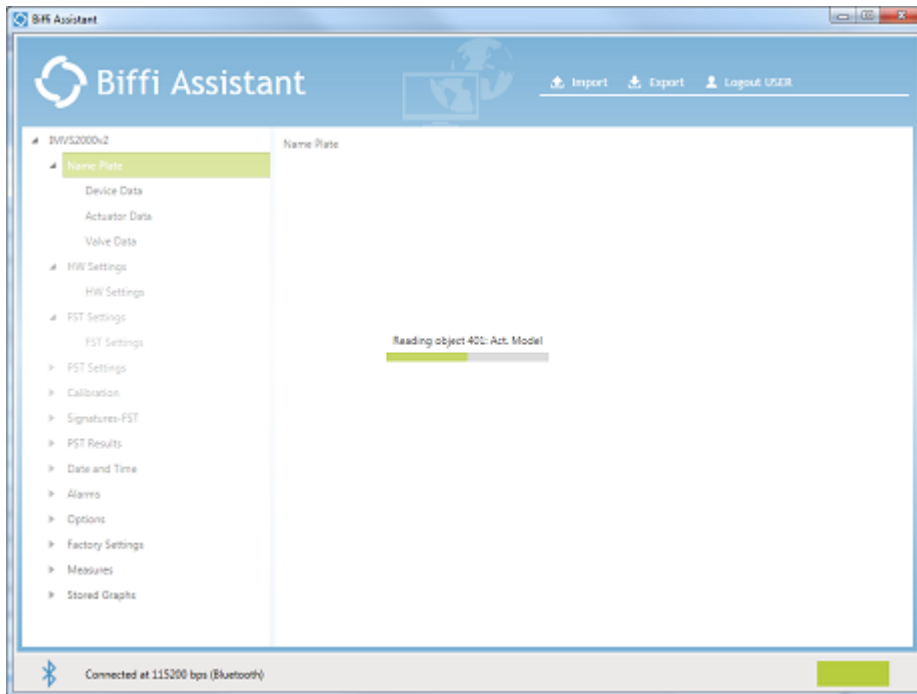 Biffi Assistant
Biffi Assistant
Import Export Logout USER
IMVS2000v2
Name Plate
Name Plate
Device Data
Actuator Data
Valve Data
HW Settings
HW Settings
FST Settings
FST Settings
Reading object 401: Act. Model
PST Settings
Calibration
Signatures-FST
PST Results
Date and Time
Alarms
Options
Factory Settings
Measures
Stored Graphs
Connected at 115200 bps (Bluetooth)